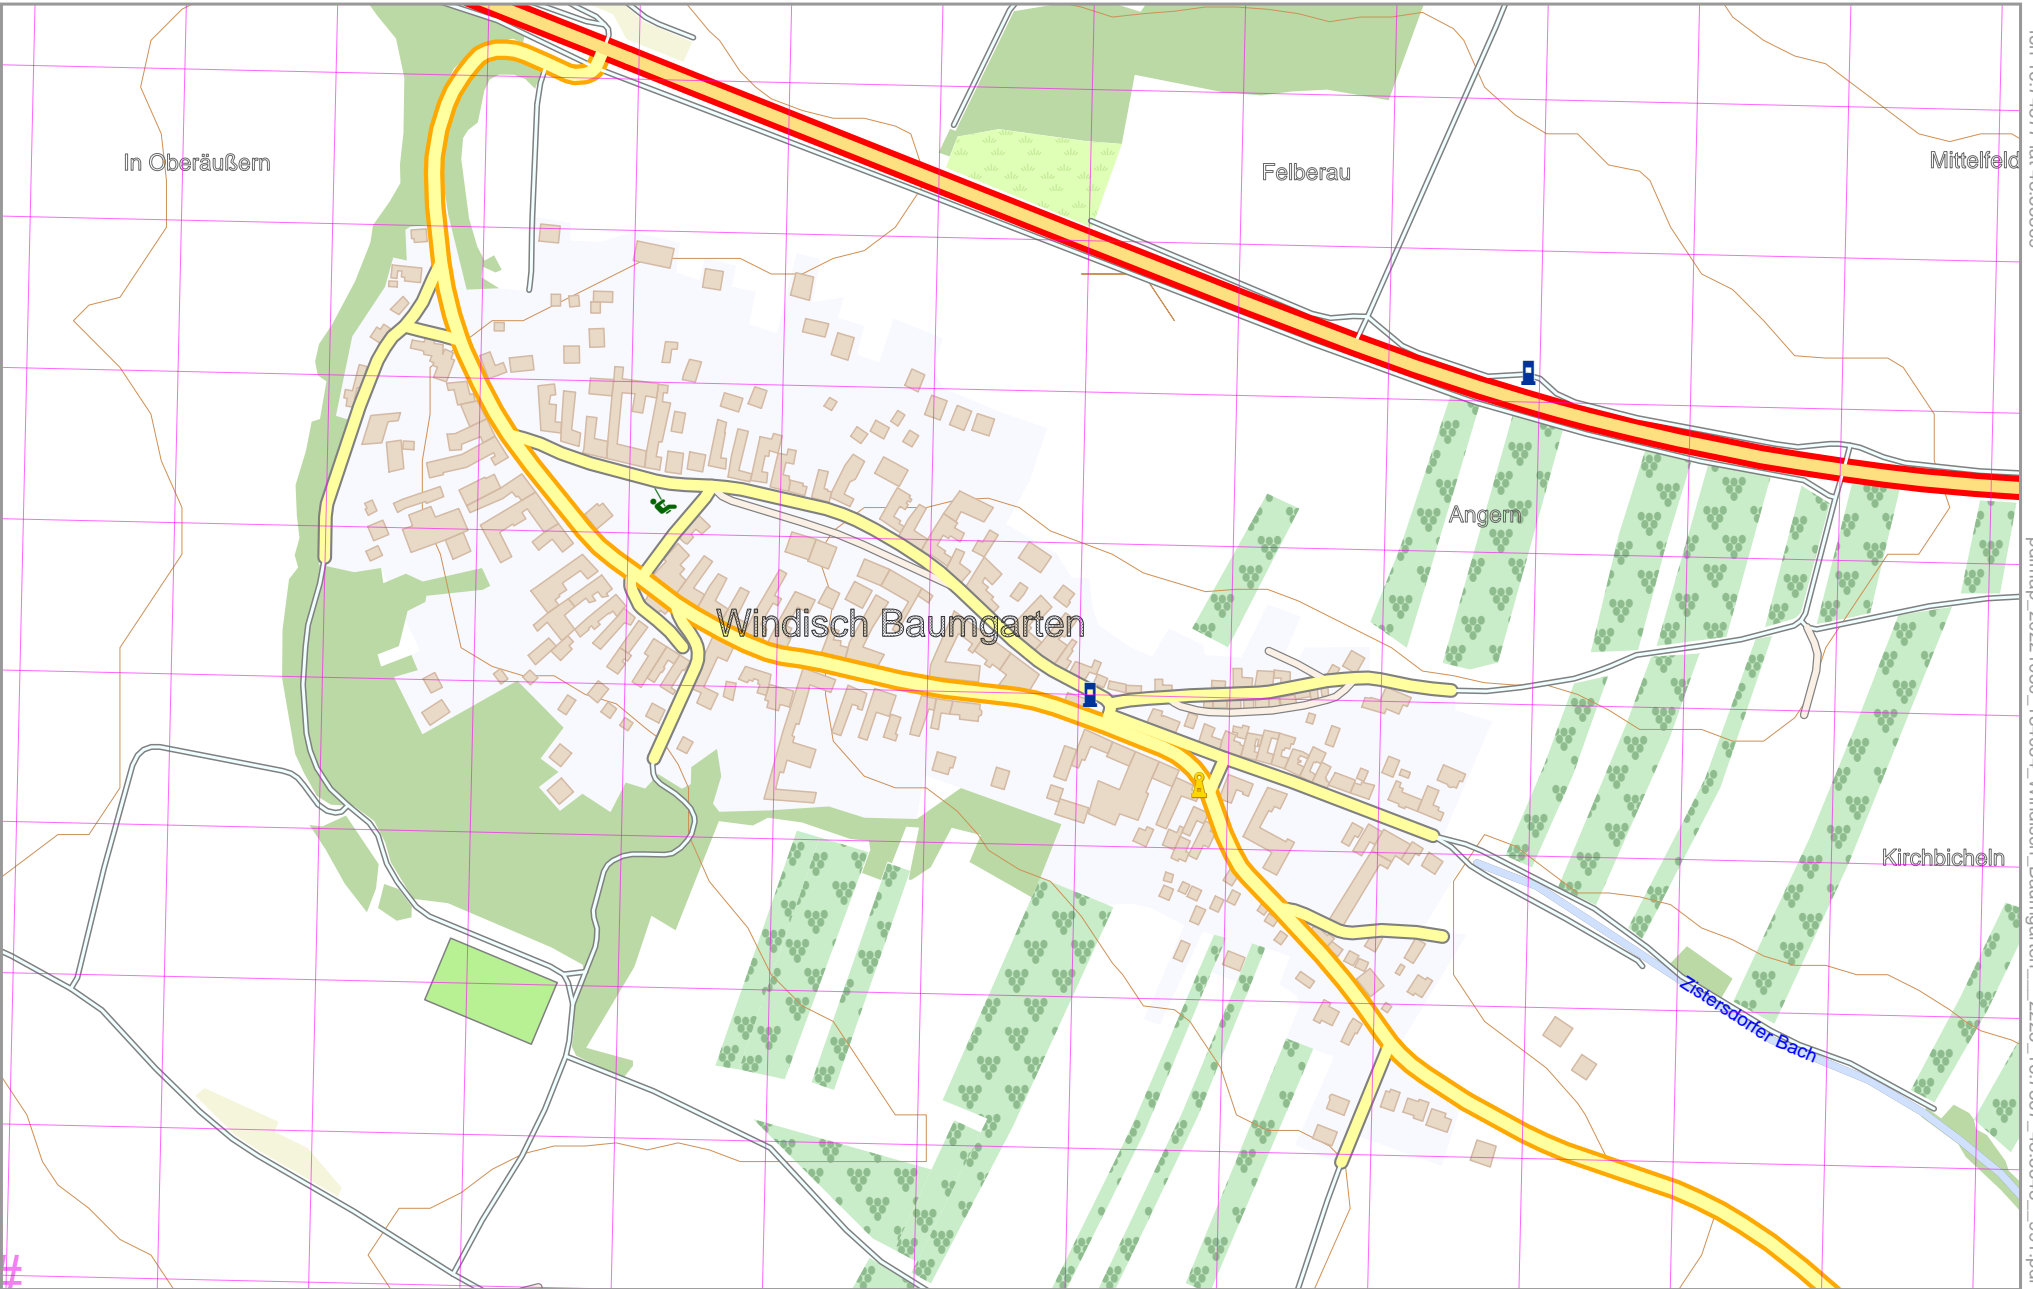 In Oberäußern
Felberau
Mittelfeld
Angern
Windisch Baumgarten
Kirchbicheln
Zistersdorfer Bach
#